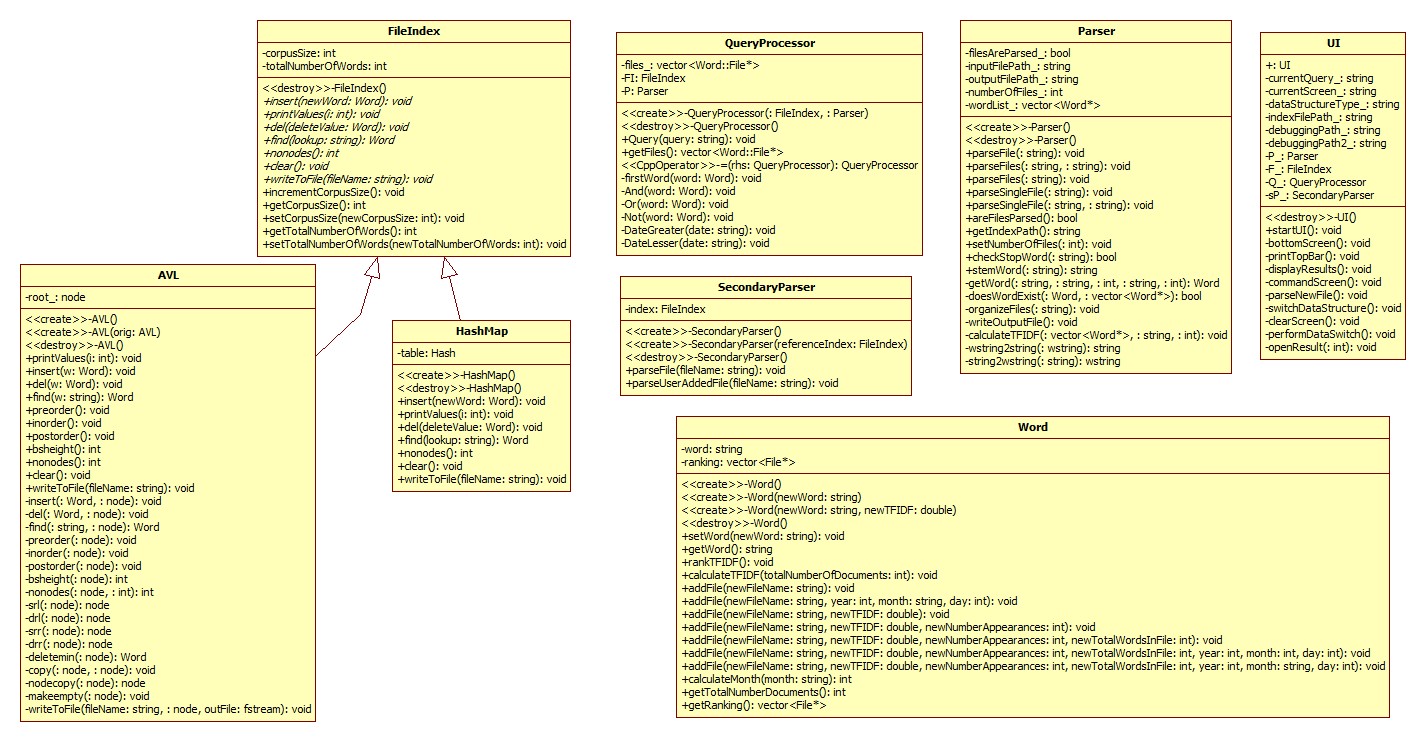 FileIndex
-corpusSize: int
-totalNumberOfWords: int
<<destroy>>-FileIndex()
+insert(newWord: Word): void
+printValues(i: int): void
+del(deleteValue: Word): void
+find(lookup: string): Word
+nonodes(): int
+clear(): void
+writeToFile(fileName: string): void
+incrementCorpusSize(): void
+getCorpusSize(): int
+setCorpusSize(newCorpusSize: int): void
+getTotalNumberOfWords(): int
+setTotalNumberOfWords(newTotalNumberOfWords: int): void
AVL
-root_: node
<<create>>-AVL()
<<create>>-AVL(orig: AVL)
<<destroy>>-AVL()
+printValues(i: int): void
+insert(w: Word): void
+del(w: Word): void
+find(w: string): Word
+preorder(): void
+inorder(): void
+postorder(): void
+bsheight(): int
+nonodes(): int
+clear(): void
+writeToFile(fileName: string): void
-insert(: Word, : node): void
-del(: Word, : node): void
-find(: string, : node): Word
-preorder(: node): void
-inorder(: node): void
-postorder(: node): void
-bsheight(: node): int
-nonodes(: node, : int): int
-srl(: node): node
-drl(: node): node
-srr(: node): node
-drr(: node): node
-deletemin(: node): Word
-copy(: node, : node): void
-nodecopy(: node): node
-makeempty(: node): void
-writeToFile(fileName: string, : node, outFile: fstream): void
HashMap
-table: Hash
<<create>>-HashMap()
<<destroy>>-HashMap()
+insert(newWord: Word): void
+printValues(i: int): void
+del(deleteValue: Word): void
+find(lookup: string): Word
+nonodes(): int
+clear(): void
+writeToFile(fileName: string): void
QueryProcessor
-files_: vector<Word::File*>
-FI: FileIndex
-P: Parser
<<create>>-QueryProcessor(: FileIndex, : Parser)
<<destroy>>-QueryProcessor()
+Query(query: string): void
+getFiles(): vector<Word::File*>
<<CppOperator>>-=(rhs: QueryProcessor): QueryProcessor
-firstWord(word: Word): void
-And(word: Word): void
-Or(word: Word): void
-Not(word: Word): void
-DateGreater(date: string): void
-DateLesser(date: string): void
SecondaryParser
-index: FileIndex
<<create>>-SecondaryParser()
<<create>>-SecondaryParser(referenceIndex: FileIndex)
<<destroy>>-SecondaryParser()
+parseFile(fileName: string): void
+parseUserAddedFile(fileName: string): void
Parser
-filesAreParsed_: bool
-inputFilePath_: string
-outputFilePath_: string
-numberOfFiles_: int
-wordList_: vector<Word*>
<<create>>-Parser()
<<destroy>>-Parser()
+parseFile(: string): void
+parseFiles(: string, : string): void
+parseFiles(: string): void
+parseSingleFile(: string): void
+parseSingleFile(: string, : string): void
+areFilesParsed(): bool
+getIndexPath(): string
+setNumberOfFiles(: int): void
+checkStopWord(: string): bool
+stemWord(: string): string
-getWord(: string, : string, : int, : string, : int): Word
-doesWordExist(: Word, : vector<Word*>): bool
-organizeFiles(: string): void
-writeOutputFile(): void
-calculateTFIDF(: vector<Word*>, : string, : int): void
-wstring2string(: wstring): string
-string2wstring(: string): wstring
UI
+: UI
-currentQuery_: string
-currentScreen_: string
-dataStructureType_: string
-indexFilePath_: string
-debuggingPath_: string
-debuggingPath2_: string
-P_: Parser
-F_: FileIndex
-Q_: QueryProcessor
-sP_: SecondaryParser
<<destroy>>-UI()
+startUI(): void
-bottomScreen(): void
-printTopBar(): void
-displayResults(): void
-commandScreen(): void
-parseNewFile(): void
-switchDataStructure(): void
-clearScreen(): void
-performDataSwitch(): void
-openResult(: int): void
Word
-word: string
-ranking: vector<File*>
<<create>>-Word()
<<create>>-Word(newWord: string)
<<create>>-Word(newWord: string, newTFIDF: double)
<<destroy>>-Word()
+setWord(newWord: string): void
+getWord(): string
+rankTFIDF(): void
+calculateTFIDF(totalNumberOfDocuments: int): void
+addFile(newFileName: string): void
+addFile(newFileName: string, year: int, month: string, day: int): void
+addFile(newFileName: string, newTFIDF: double): void
+addFile(newFileName: string, newTFIDF: double, newNumberAppearances: int): void
+addFile(newFileName: string, newTFIDF: double, newNumberAppearances: int, newTotalWordsInFile: int): void
+addFile(newFileName: string, newTFIDF: double, newNumberAppearances: int, newTotalWordsInFile: int, year: int, month: int, day: int): void
+addFile(newFileName: string, newTFIDF: double, newNumberAppearances: int, newTotalWordsInFile: int, year: int, month: string, day: int): void
+calculateMonth(month: string): int
+getTotalNumberDocuments(): int
+getRanking(): vector<File*>